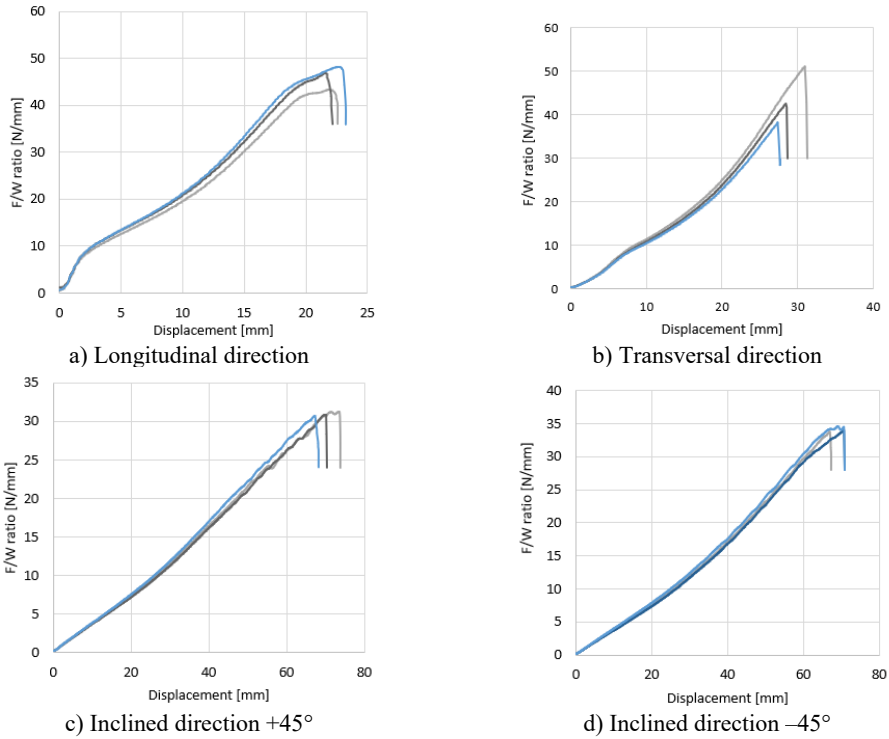 60
50
40
30
20
10
0
F/W ratio [N/mm]
0 5 10 15 20 25
Displacement [mm]
a) Longitudinal direction
60
50
40
30
20
10
0
F/W ratio [N/mm]
0 10 20 30 40
Displacement [mm]
b) Transversal direction
35
30
25
20
15
10
5
0
F/W ratio [N/mm]
0 20 40 60 80
Displacement [mm]
c) Inclined direction +45°
40
35
30
25
20
15
10
5
0
F/W ratio [N/mm]
0 20 40 60 80
Displacement [mm]
d) Inclined direction –45°